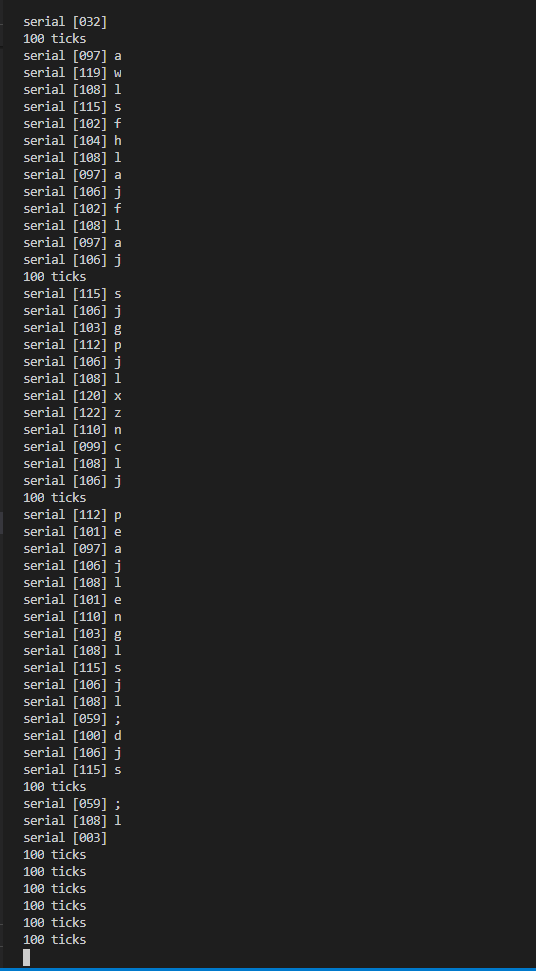 serial [032]
100 ticks
serial [097] a
serial [119] w
serial [108] l
serial [115] s
serial [102] f
serial [104] h
serial [108] l
serial [097] a
serial [106] j
serial [102] f
serial [108] l
serial [097] a
serial [106] j
100 ticks
serial [115] s
serial [106] j
serial [103] g
serial [112] p
serial [106] j
serial [108] l
serial [120] x
serial [122] z
serial [110] n
serial [099] c
serial [108] l
serial [106] j
100 ticks
serial [112] p
serial [101] e
serial [097] a
serial [106] j
serial [108] l
serial [101] e
serial [110] n
serial [103] g
serial [108] l
serial [115] s
serial [106] j
serial [108] l
serial [059] ;
serial [100] d
serial [106] j
serial [115] s
100 ticks
serial [059] ;
serial [108] l
serial [003]
100 ticks
100 ticks
100 ticks
100 ticks
100 ticks
100 ticks